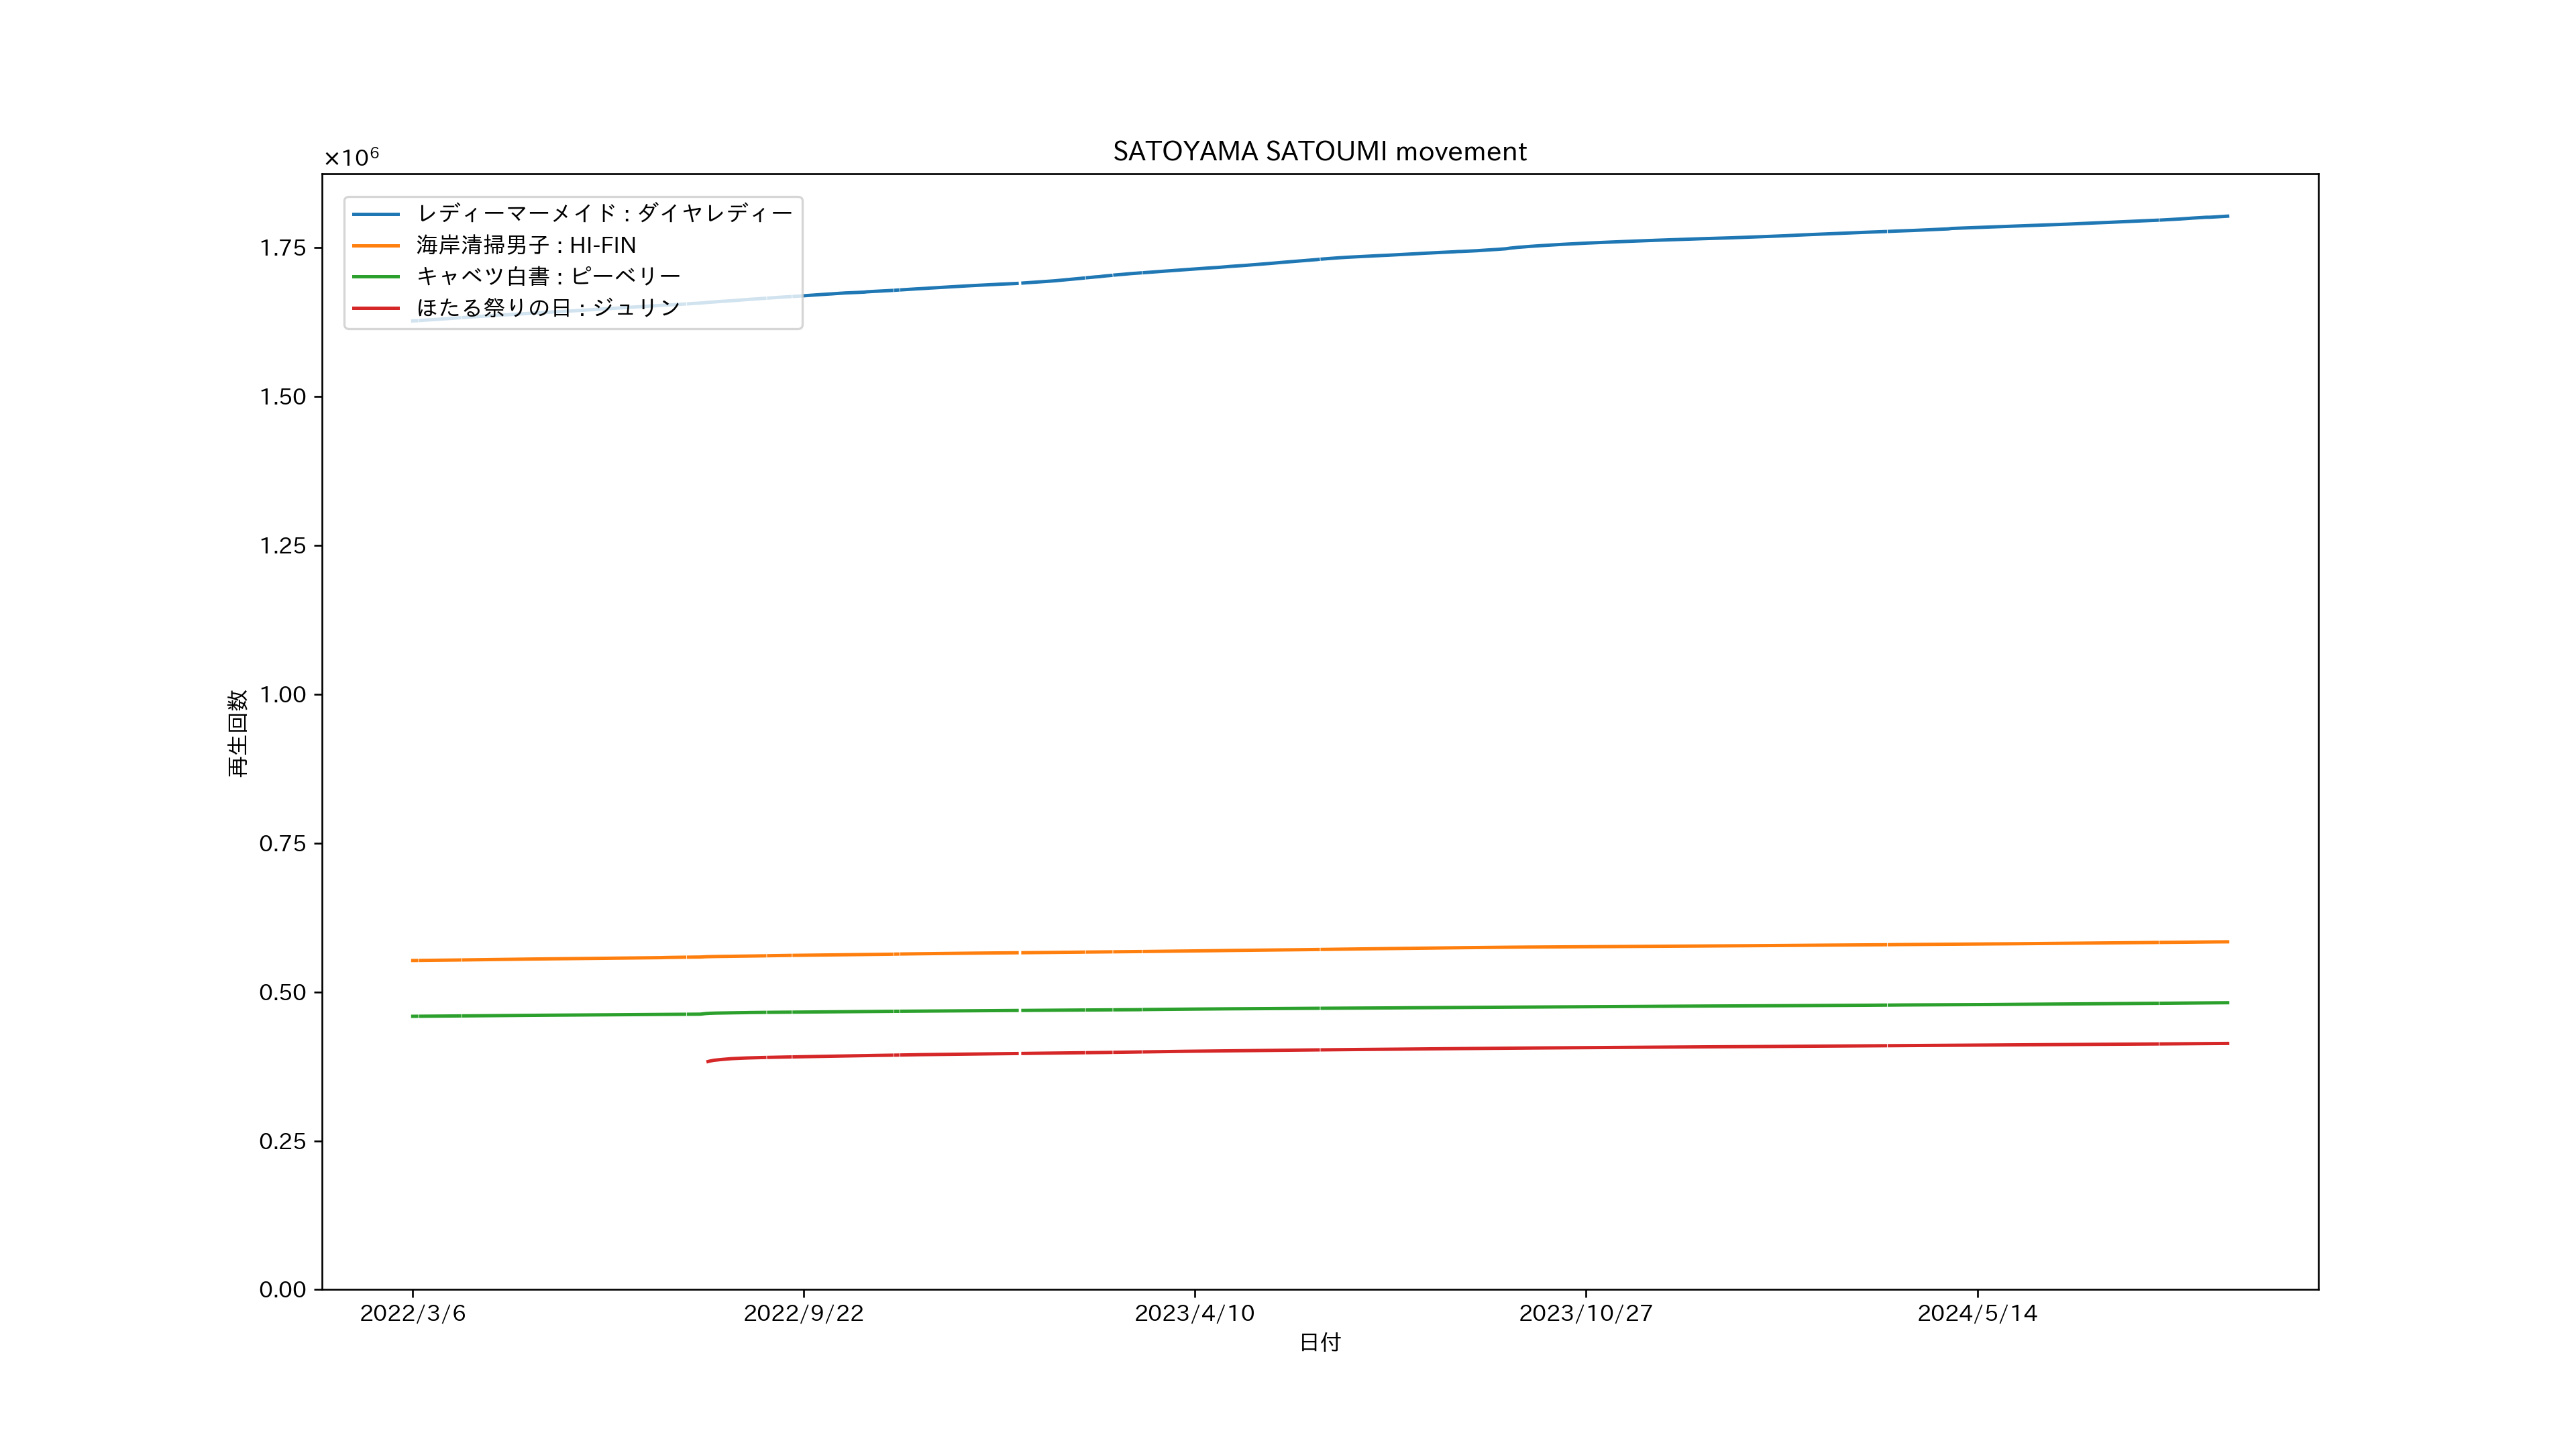 SATOYAMA SATOUMI movement
×10⁶
レディーマーメイド : ダイヤレディー
海岸清掃男子 : HI-FIN
キャベツ白書 : ピーベリー
ほたる祭りの日 : ジュリン
1.75
1.50
1.25
1.00
0.75
0.50
0.25
0.00
再生回数
2022/3/6
2022/9/22
2023/4/10
2023/10/27
2024/5/14
日付